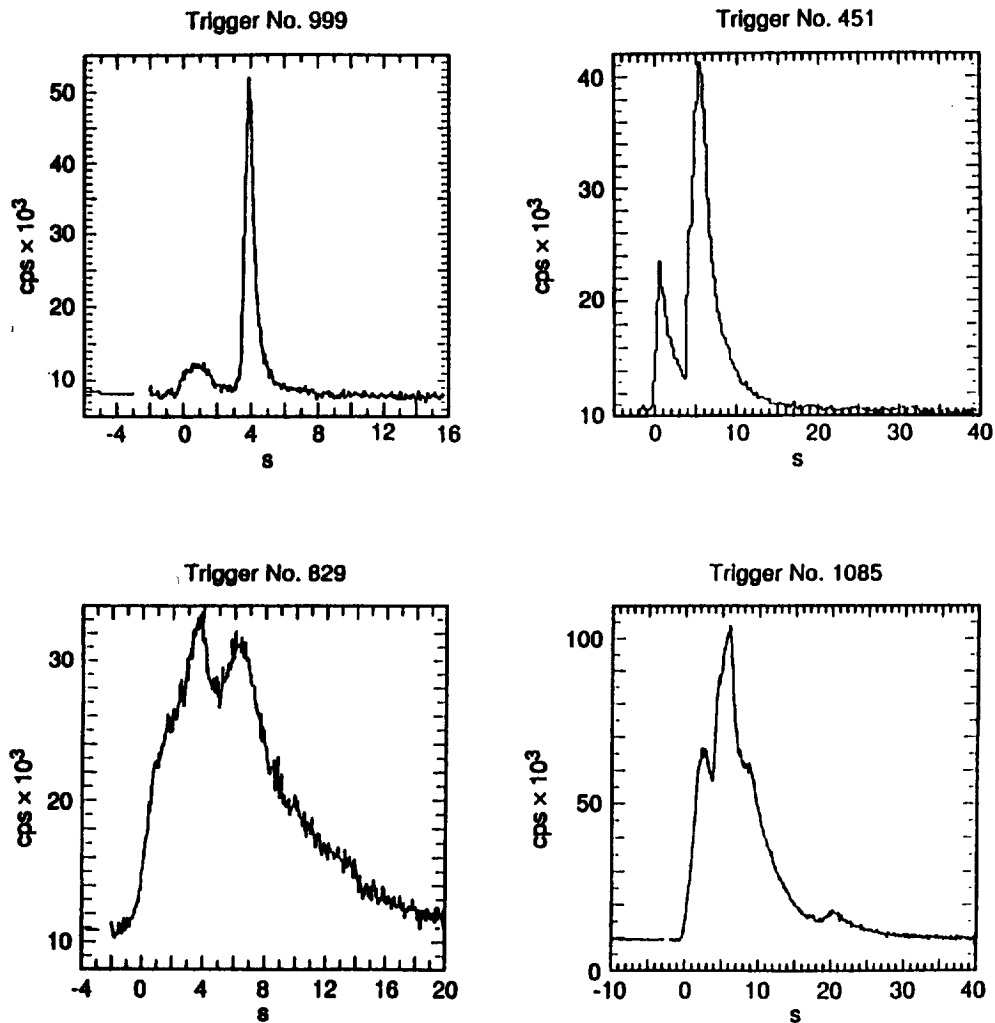 Trigger No. 999
50
40
30
20
10
cps × 10³
-4 0 4 8 12 16
s
Trigger No. 451
40
30
20
10
cps × 10³
0 10 20 30 40
s
Trigger No. 829
30
20
10
cps × 10³
-4 0 4 8 12 16 20
s
Trigger No. 1085
100
50
0
cps × 10³
-10 0 10 20 30 40
s